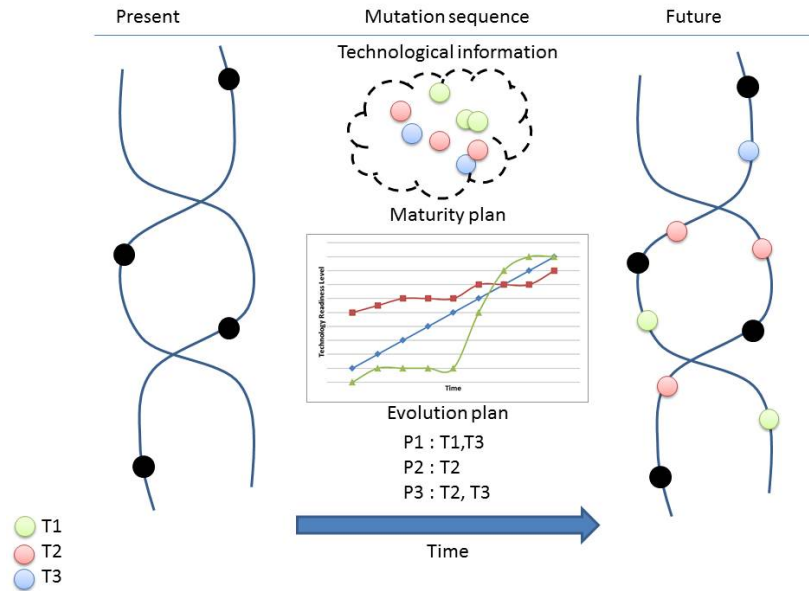 Present
Mutation sequence
Future
Technological information
Maturity plan
Technology Readiness Level
Time
Evolution plan
P1 : T1,T3
P2 : T2
P3 : T2, T3
Time
T1
T2
T3